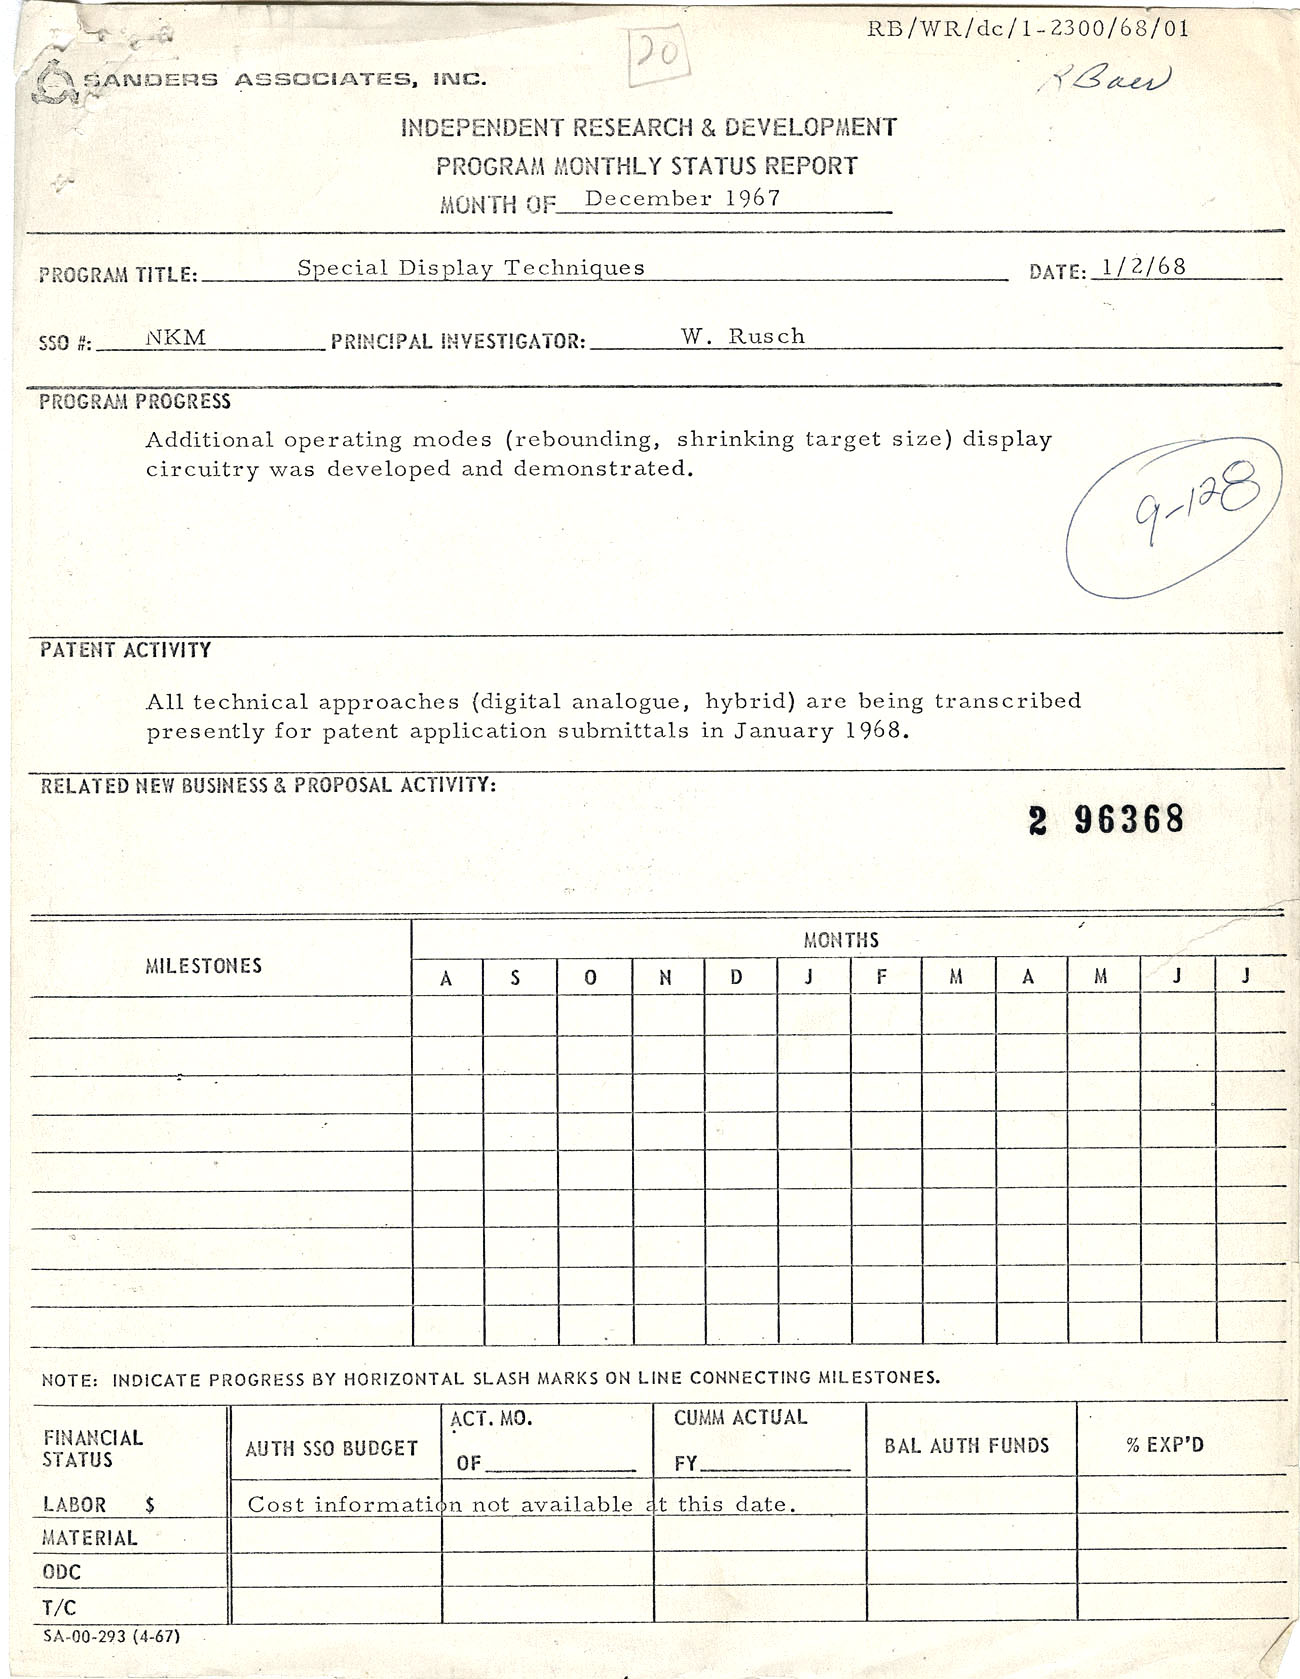 RB/WR/dc/1-2300/68/01
20
SANDERS ASSOCIATES, INC.
R Baer
INDEPENDENT RESEARCH & DEVELOPMENT
PROGRAM MONTHLY STATUS REPORT
MONTH OF December 1967
PROGRAM TITLE: Special Display Techniques DATE: 1/2/68
SSO #: NKM PRINCIPAL INVESTIGATOR: W. Rusch
PROGRAM PROGRESS
Additional operating modes (rebounding, shrinking target size) display
circuitry was developed and demonstrated.
9-128
PATENT ACTIVITY
All technical approaches (digital analogue, hybrid) are being transcribed
presently for patent application submittals in January 1968.
RELATED NEW BUSINESS & PROPOSAL ACTIVITY:
2 96368
MILESTONES
MONTHS
A S O N D J F M A M J J
NOTE: INDICATE PROGRESS BY HORIZONTAL SLASH MARKS ON LINE CONNECTING MILESTONES.
FINANCIAL
STATUS
AUTH SSO BUDGET
ACT. MO.
OF
CUMM ACTUAL
FY
BAL AUTH FUNDS
% EXP'D
LABOR $ Cost information not available at this date.
MATERIAL
ODC
T/C
SA-00-293 (4-67)